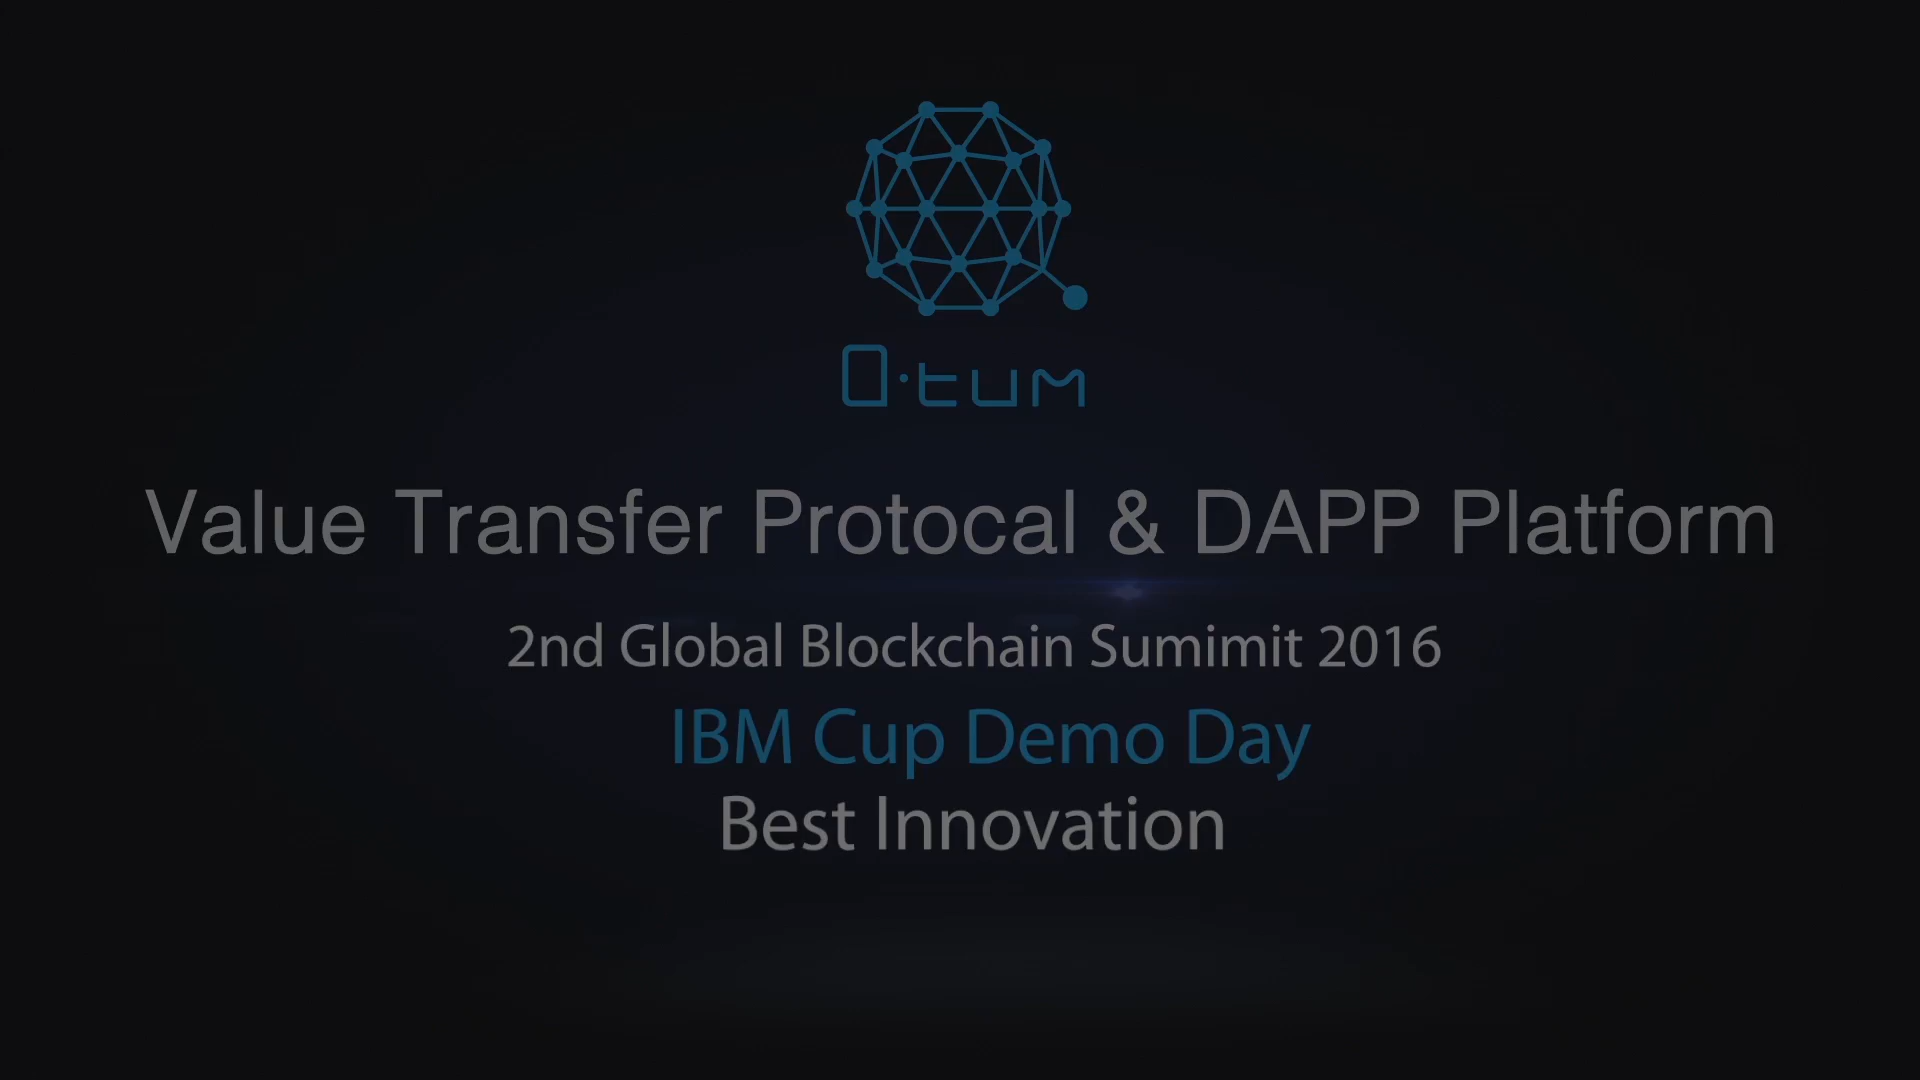 Q·tum
Value Transfer Protocal & DAPP Platform
2nd Global Blockchain Sumimit 2016
IBM Cup Demo Day
Best Innovation